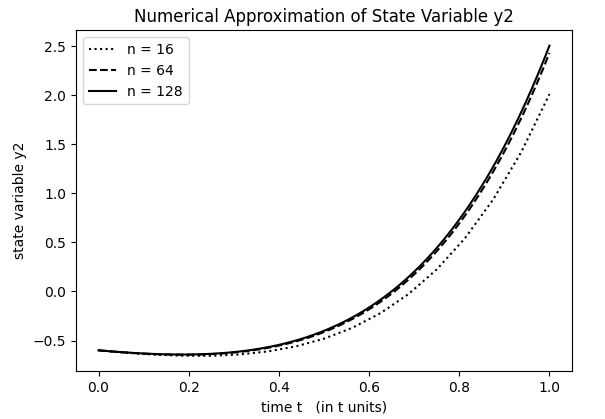 Numerical Approximation of State Variable y2
n = 16
n = 64
n = 128
state variable y2
2.5
2.0
1.5
1.0
0.5
0.0
−0.5
0.0 0.2 0.4 0.6 0.8 1.0
time t   (in t units)